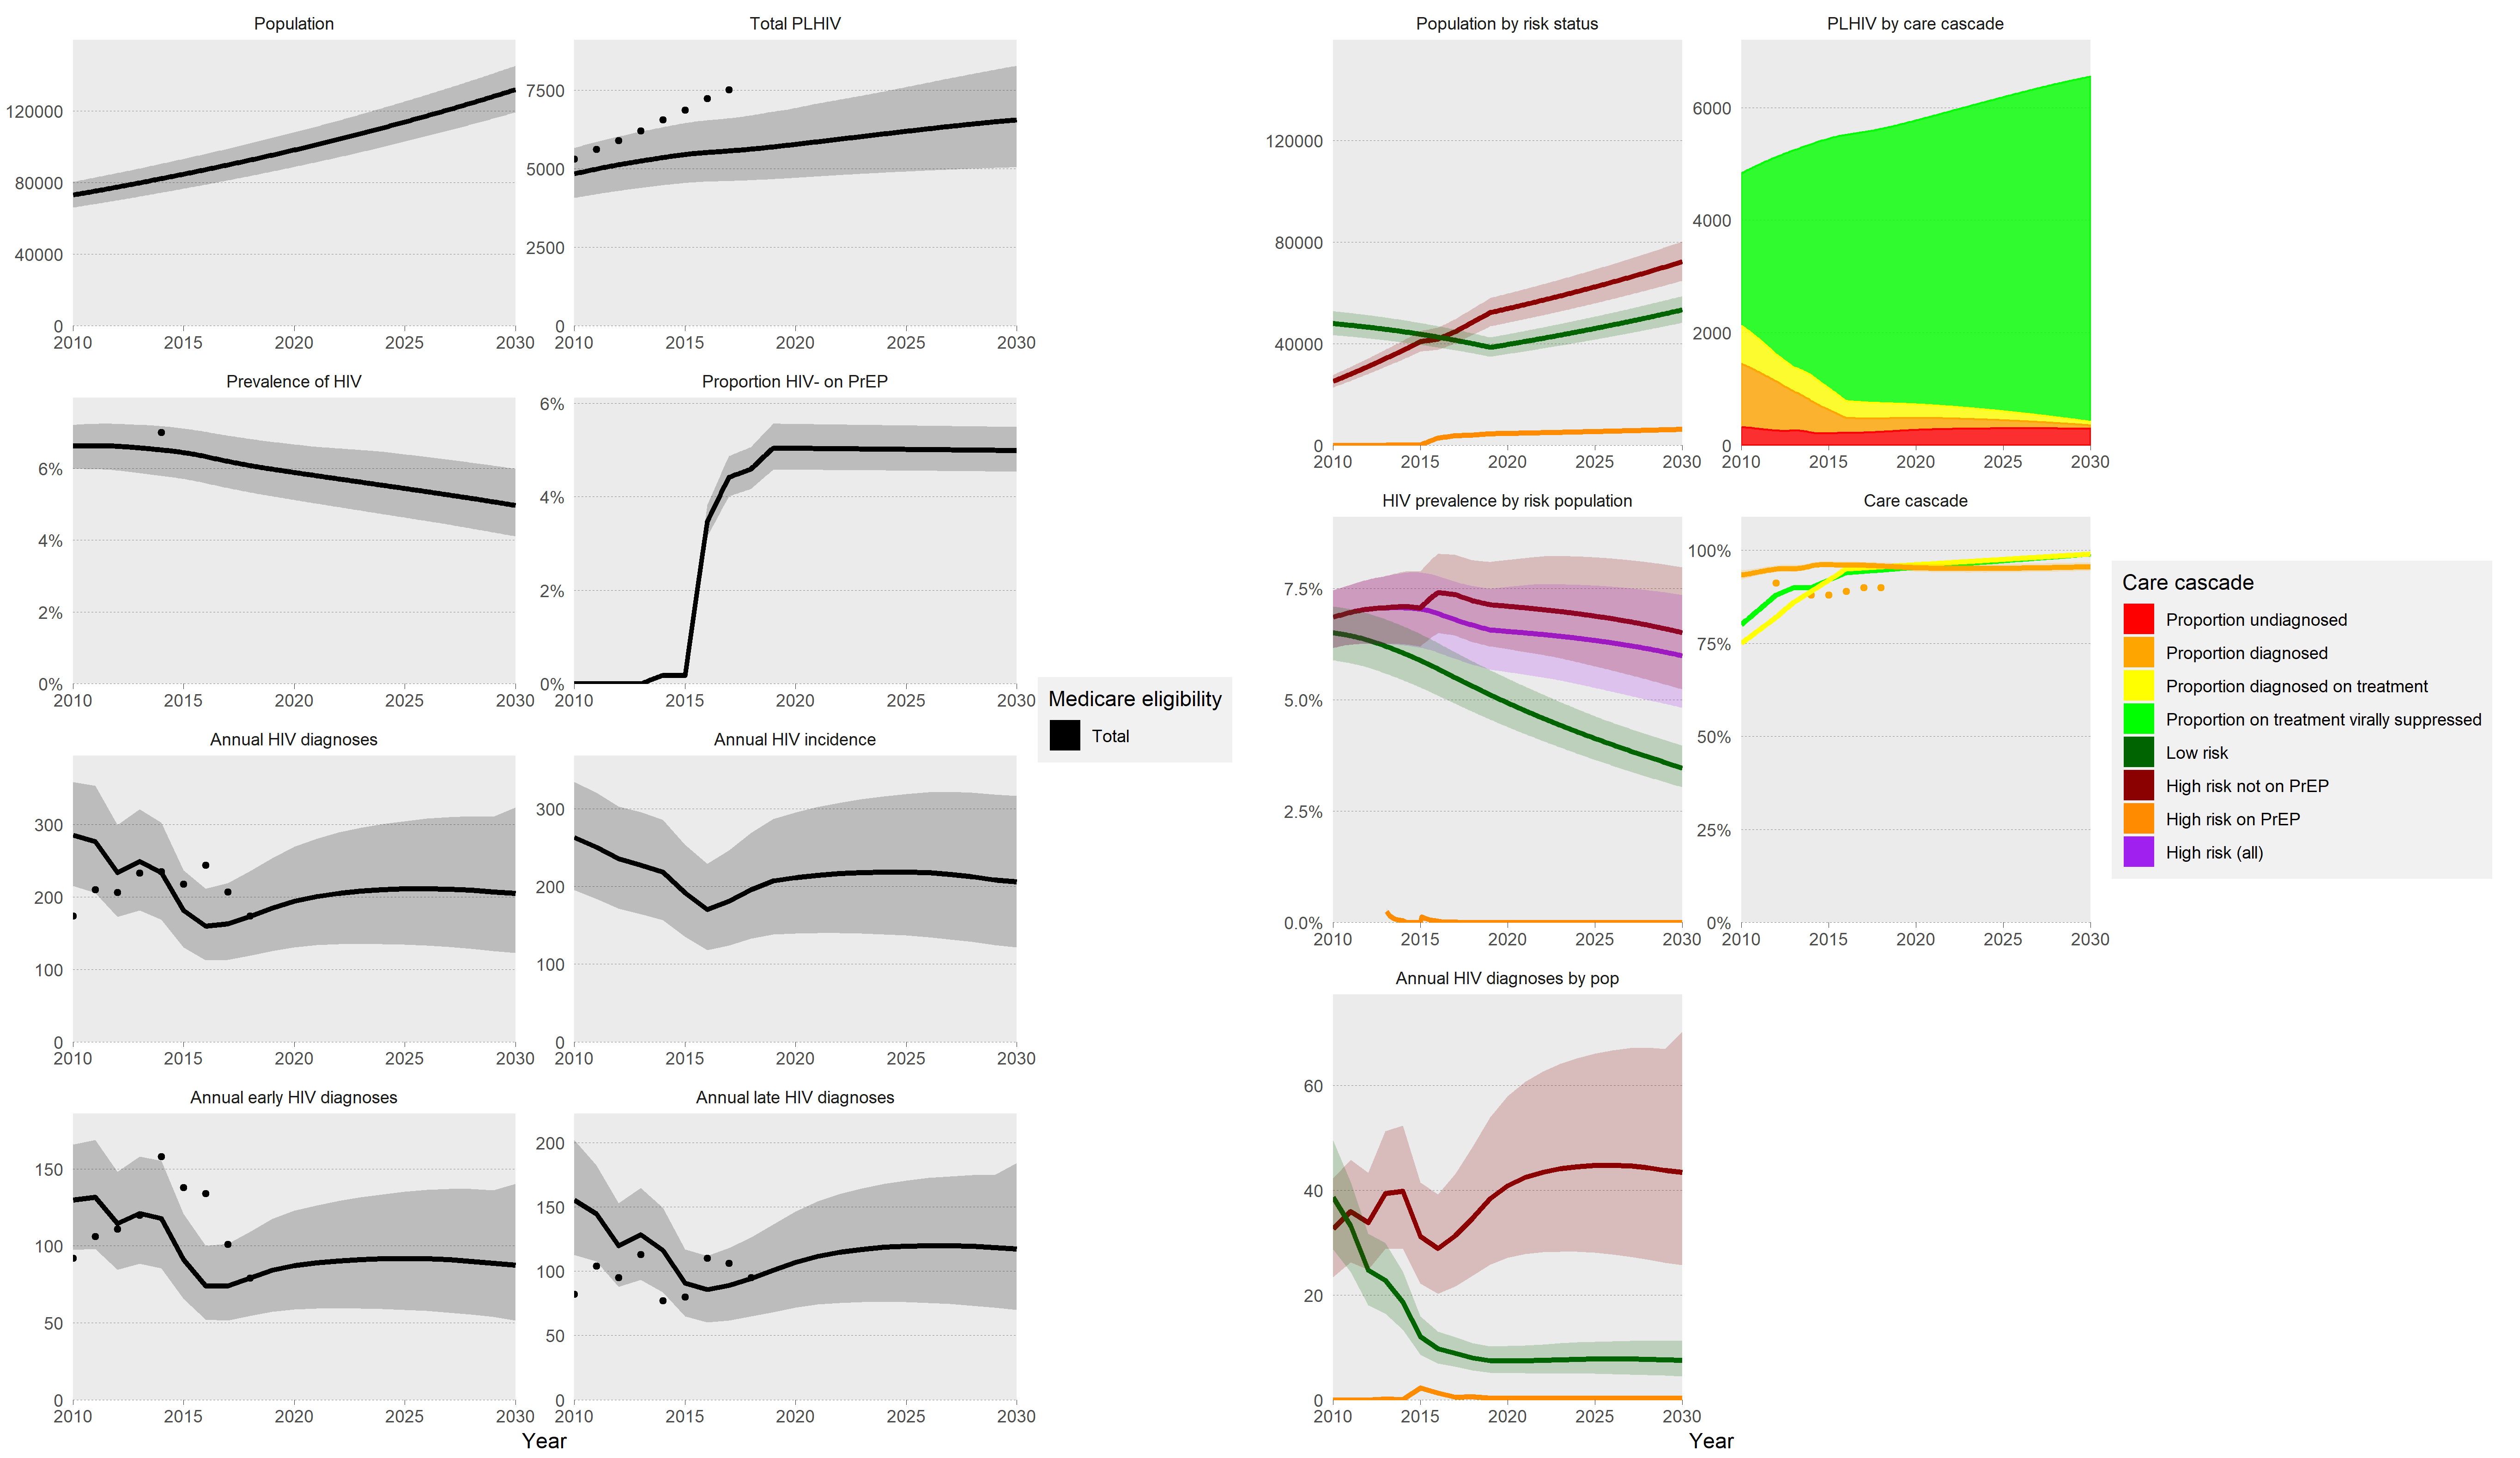 Population
120000
80000
40000
0
2010 2015 2020 2025 2030
Total PLHIV
7500
5000
2500
0
2010 2015 2020 2025 2030
Prevalence of HIV
6%
4%
2%
0%
2010 2015 2020 2025 2030
Proportion HIV- on PrEP
6%
4%
2%
0%
2010 2015 2020 2025 2030
Annual HIV diagnoses
300
200
100
0
2010 2015 2020 2025 2030
Annual HIV incidence
300
200
100
0
2010 2015 2020 2025 2030
Annual early HIV diagnoses
150
100
50
0
2010 2015 2020 2025 2030
Annual late HIV diagnoses
200
150
100
50
0
2010 2015 2020 2025 2030
Year
Medicare eligibility
Total
Population by risk status
120000
80000
40000
0
2010 2015 2020 2025 2030
PLHIV by care cascade
6000
4000
2000
0
2010 2015 2020 2025 2030
HIV prevalence by risk population
7.5%
5.0%
2.5%
0.0%
2010 2015 2020 2025 2030
Care cascade
100%
75%
50%
25%
0%
2010 2015 2020 2025 2030
Annual HIV diagnoses by pop
60
40
20
0
2010 2015 2020 2025 2030
Year
Care cascade
Proportion undiagnosed
Proportion diagnosed
Proportion diagnosed on treatment
Proportion on treatment virally suppressed
Low risk
High risk not on PrEP
High risk on PrEP
High risk (all)